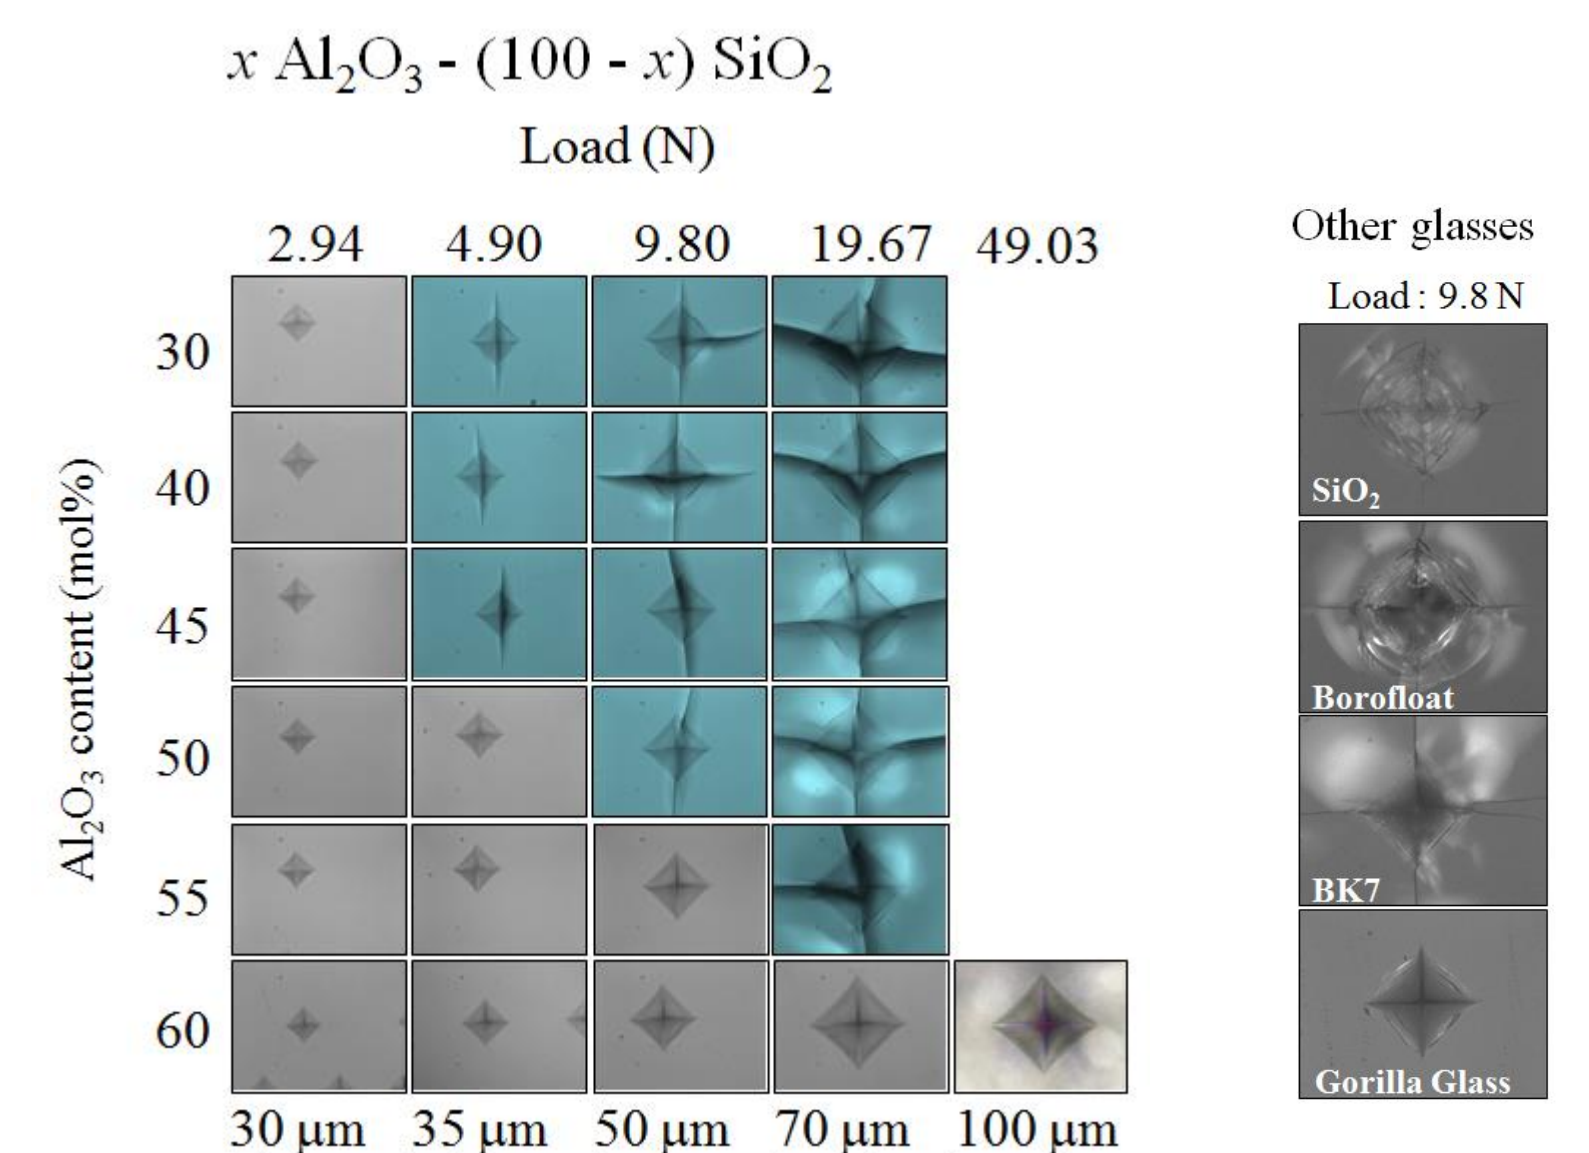 x Al₂O₃ - (100 - x) SiO₂
Load (N)
2.94 4.90 9.80 19.67 49.03
Al₂O₃ content (mol%)
30
40
45
50
55
60
30 μm 35 μm 50 μm 70 μm 100 μm
Other glasses
Load : 9.8 N
SiO₂
Borofloat
BK7
Gorilla Glass